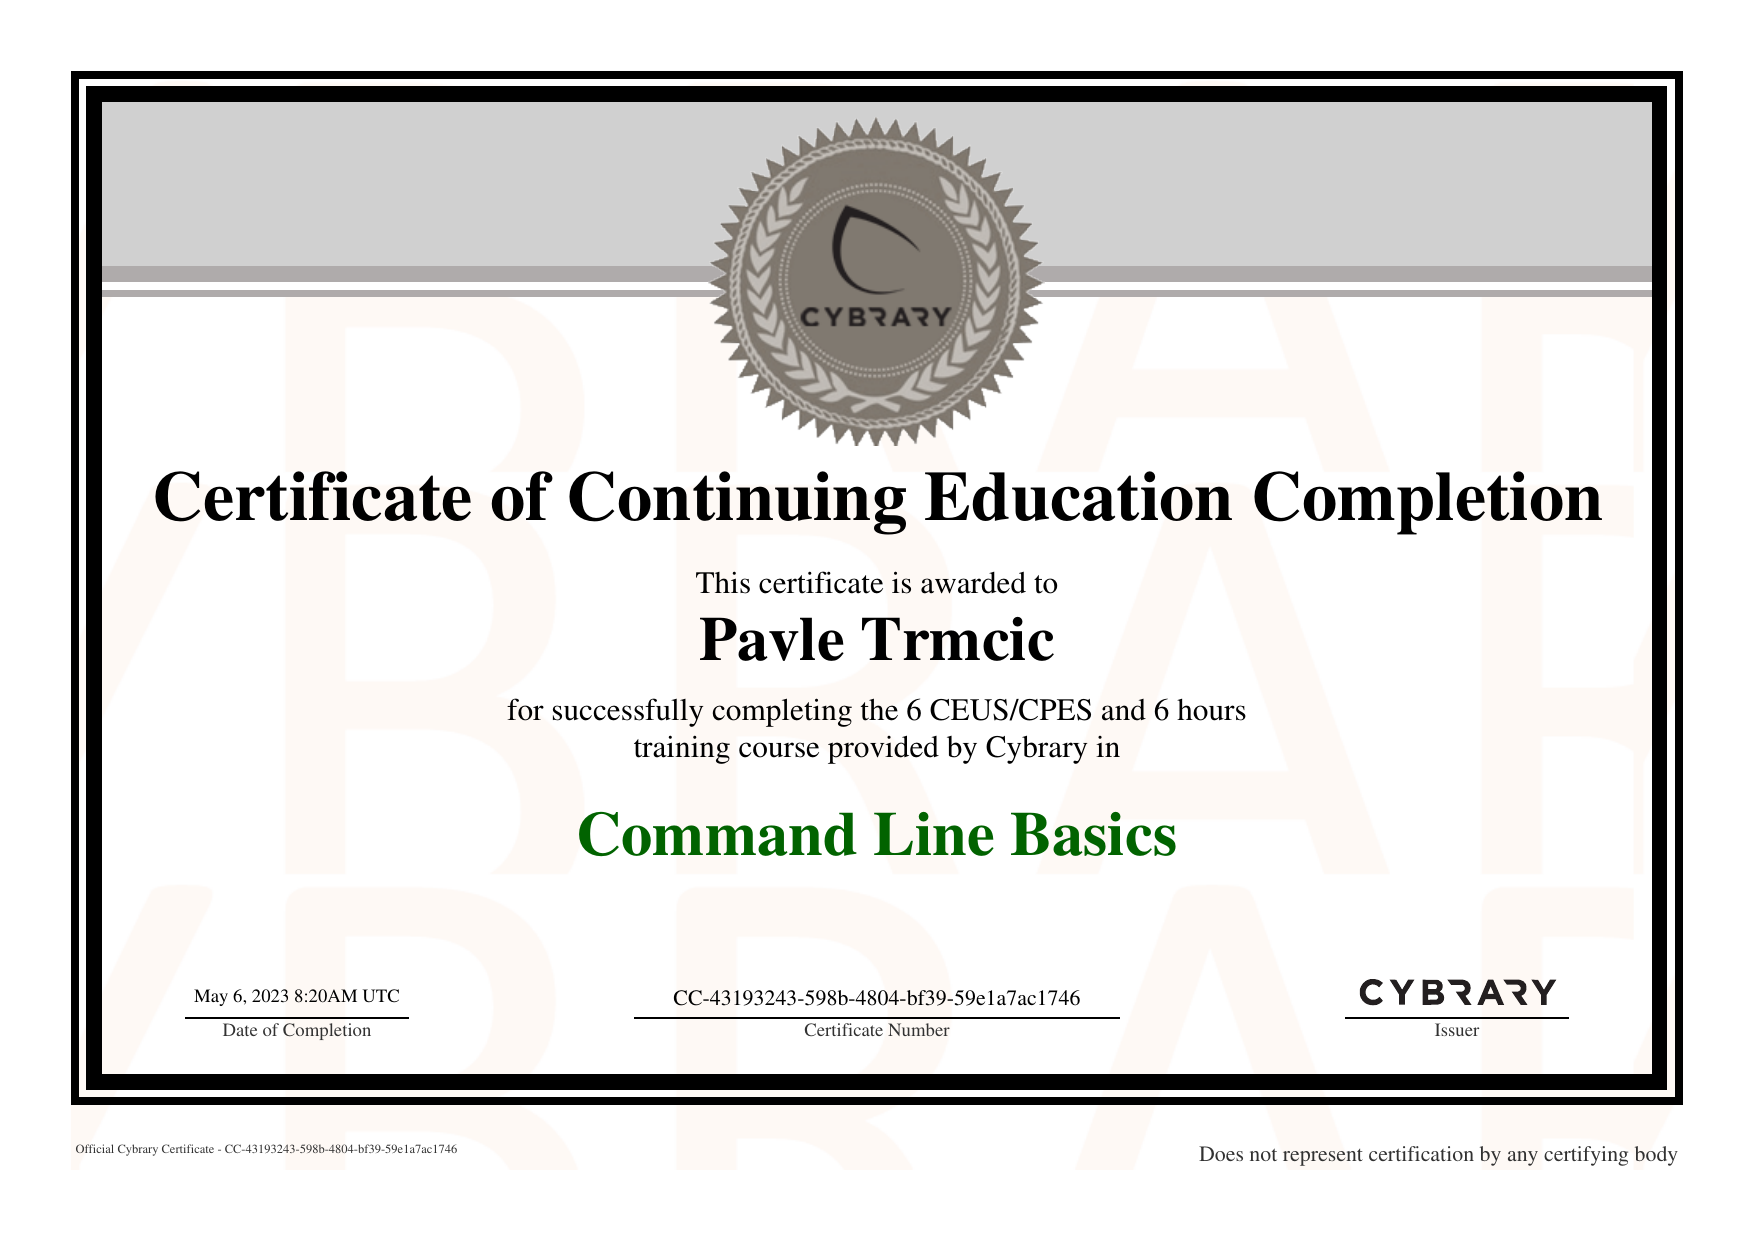 CYBRARY
Certificate of Continuing Education Completion
This certificate is awarded to
Pavle Trmcic
for successfully completing the 6 CEUS/CPES and 6 hours
training course provided by Cybrary in
Command Line Basics
May 6, 2023 8:20AM UTC
Date of Completion
CC-43193243-598b-4804-bf39-59e1a7ac1746
Certificate Number
CYBRARY
Issuer
Official Cybrary Certificate - CC-43193243-598b-4804-bf39-59e1a7ac1746
Does not represent certification by any certifying body